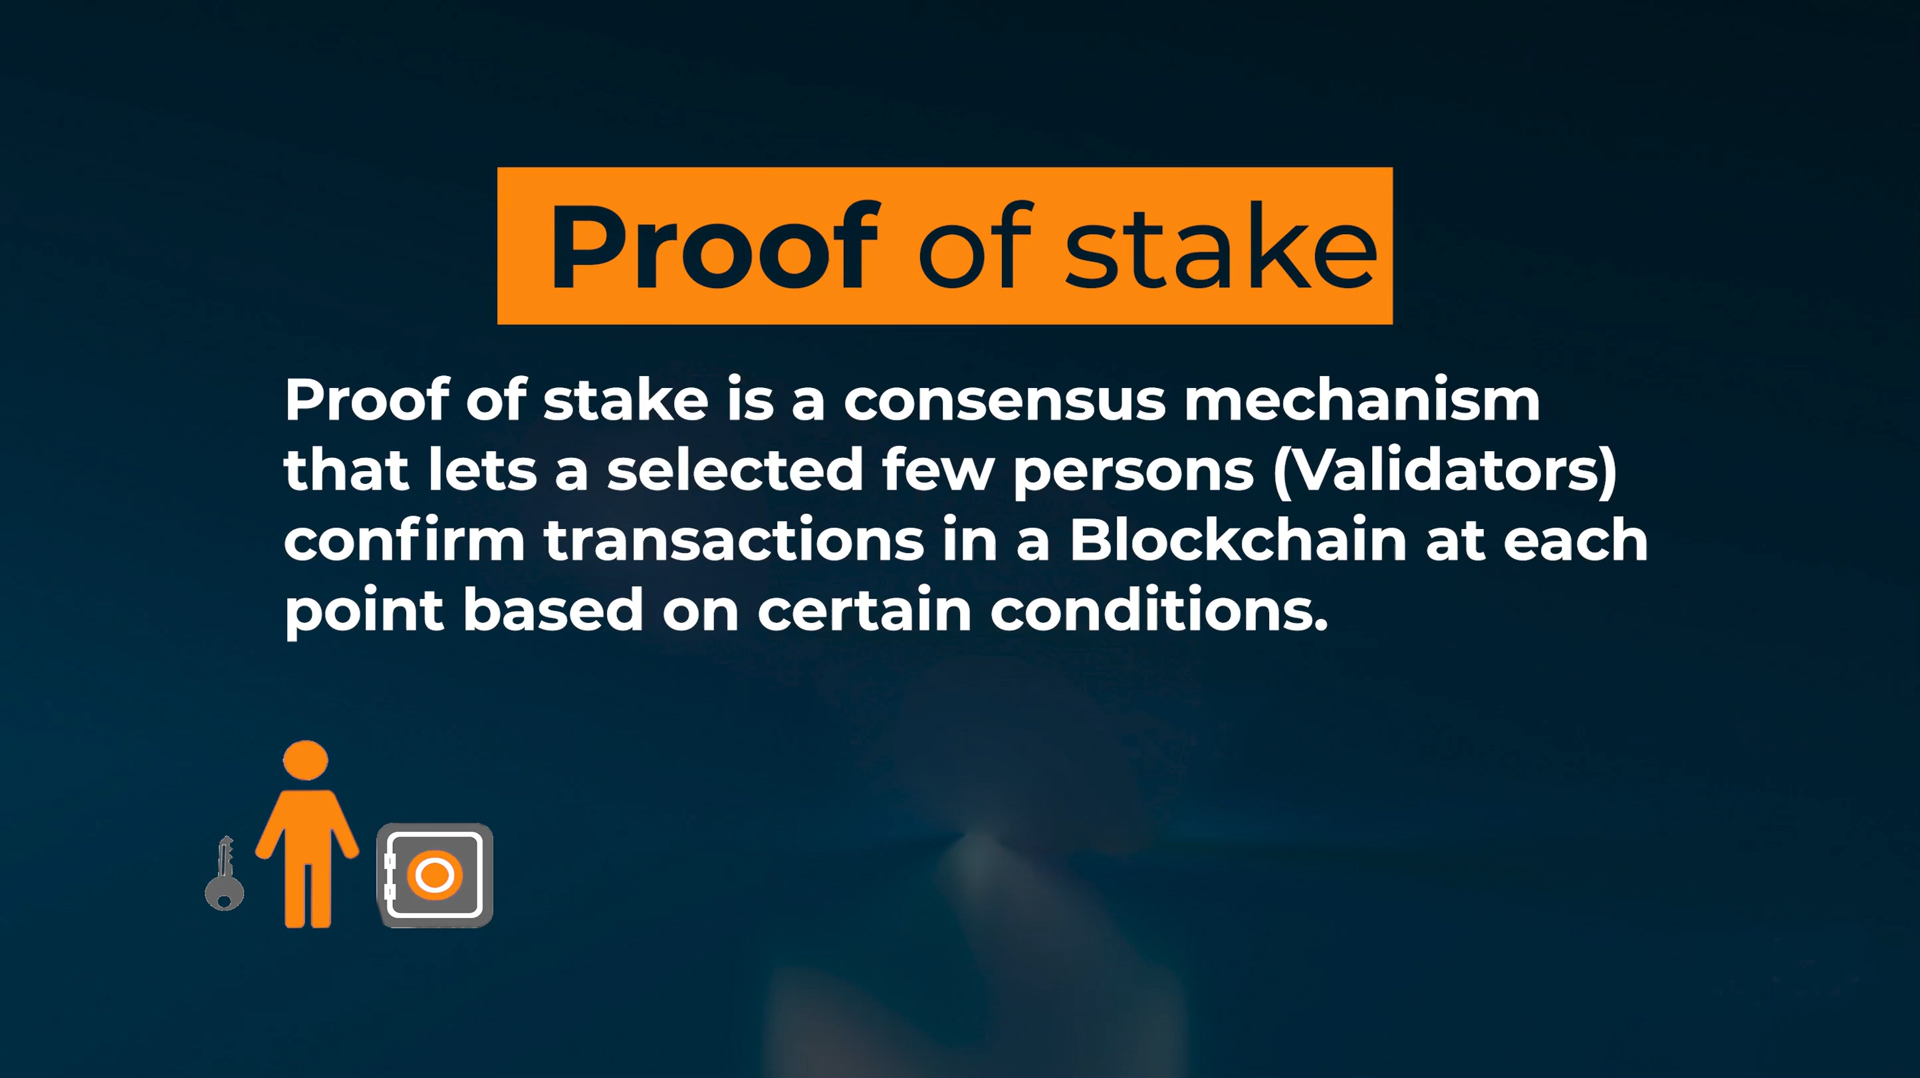 Proof of stake
Proof of stake is a consensus mechanism
that lets a selected few persons (Validators)
confirm transactions in a Blockchain at each
point based on certain conditions.